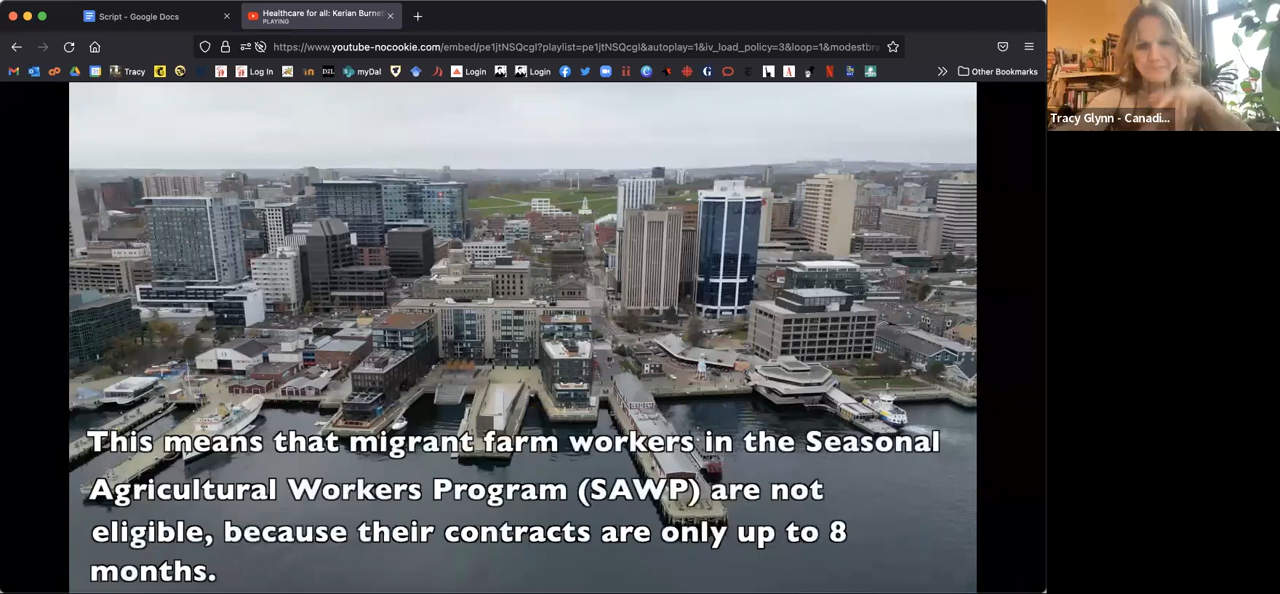 Script - Google Docs
Healthcare for all: Kerian Burnet
PLAYING
https://www.youtube-nocookie.com/embed/pe1jtNSQcgI?playlist=pe1jtNSQcgI&autoplay=1&iv_load_policy=3&loop=1&modestbra
Tracy
Log In
myDal
Login
Login
Other Bookmarks
Tracy Glynn - Canadi...
This means that migrant farm workers in the Seasonal
Agricultural Workers Program (SAWP) are not
eligible, because their contracts are only up to 8
months.